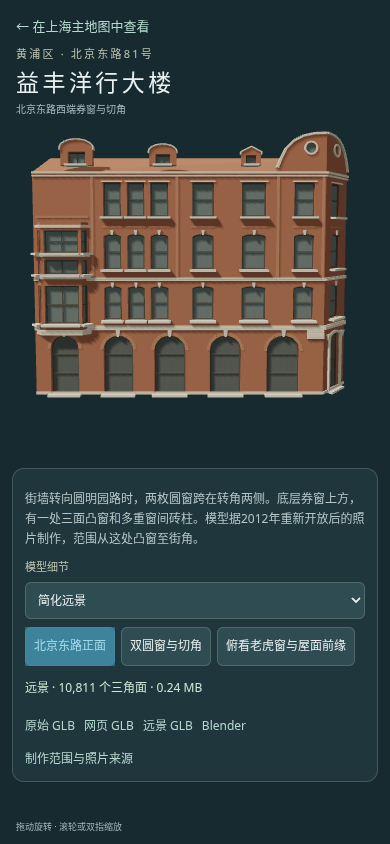 ← 在上海主地图中查看
黄浦区 · 北京东路81号
益丰洋行大楼
北京东路西端券窗与切角
街墙转向圆明园路时，两枚圆窗跨在转角两侧。底层券窗上方，
有一处三面凸窗和多重窗间砖柱。模型据2012年重新开放后的照
片制作，范围从这处凸窗至街角。
模型细节
简化远景
北京东路正面 双圆窗与切角 俯看老虎窗与屋面前缘
远景 · 10,811 个三角面 · 0.24 MB
原始 GLB 网页 GLB 远景 GLB Blender
制作范围与照片来源
拖动旋转 · 滚轮或双指缩放